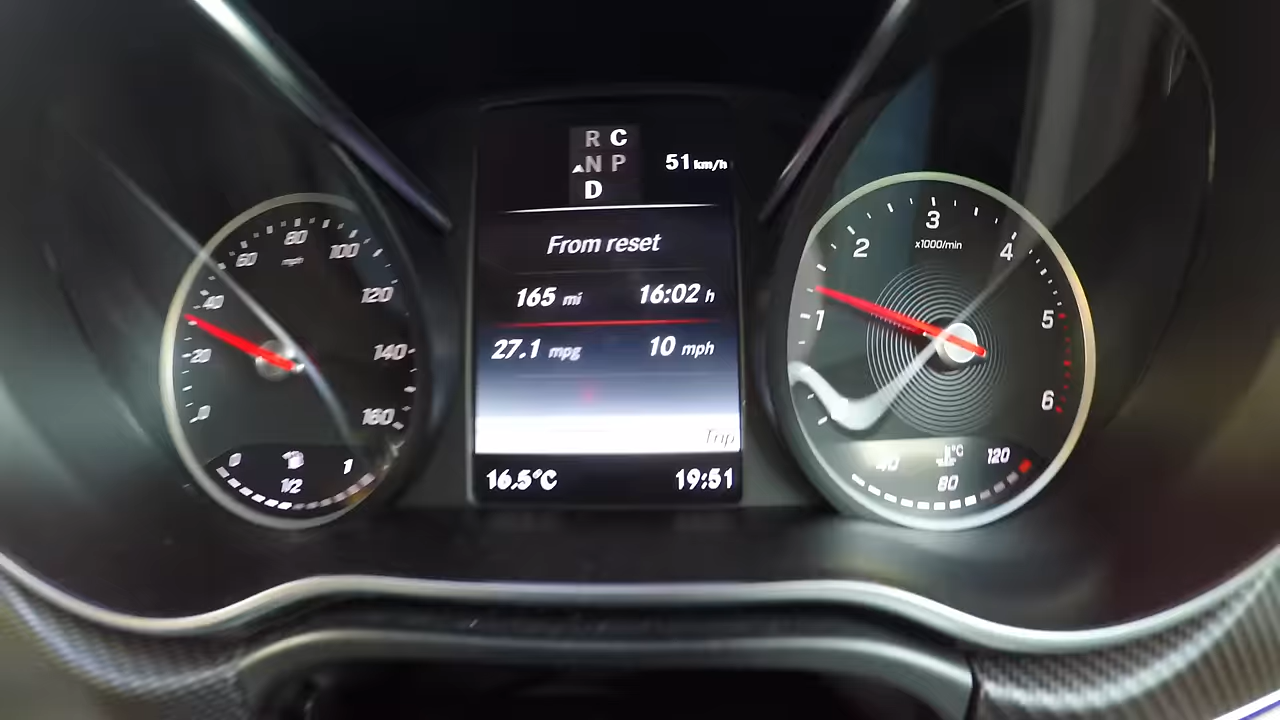 60 80 100
mph
40 120
20 140
0 160
0 1
1/2
R C
N P
D
51 km/h
From reset
165 mi 16:02 h
27.1 mpg 10 mph
Trip
16.5°C 19:51
2 3 4
x1000/min
1 5
6
40 °C 120
80